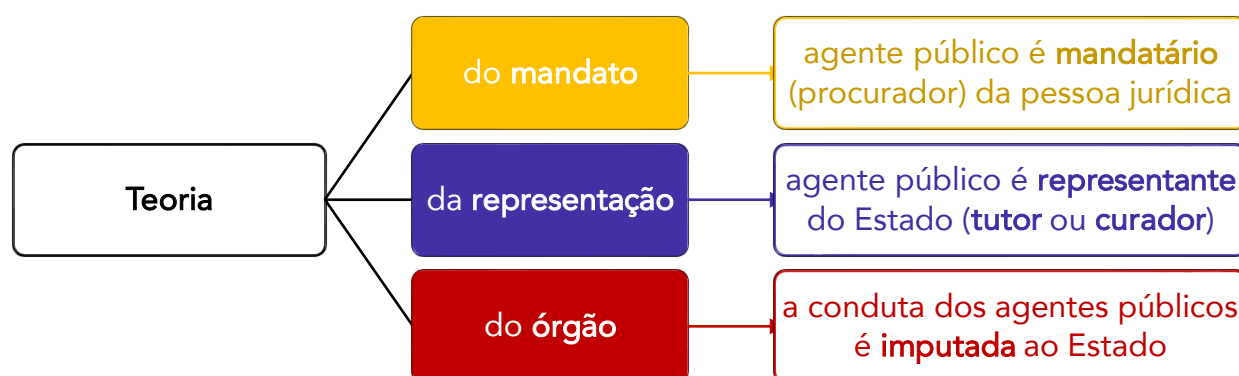 Teoria
do mandato
agente público é mandatário
(procurador) da pessoa jurídica
da representação
agente público é representante
do Estado (tutor ou curador)
do órgão
a conduta dos agentes públicos
é imputada ao Estado